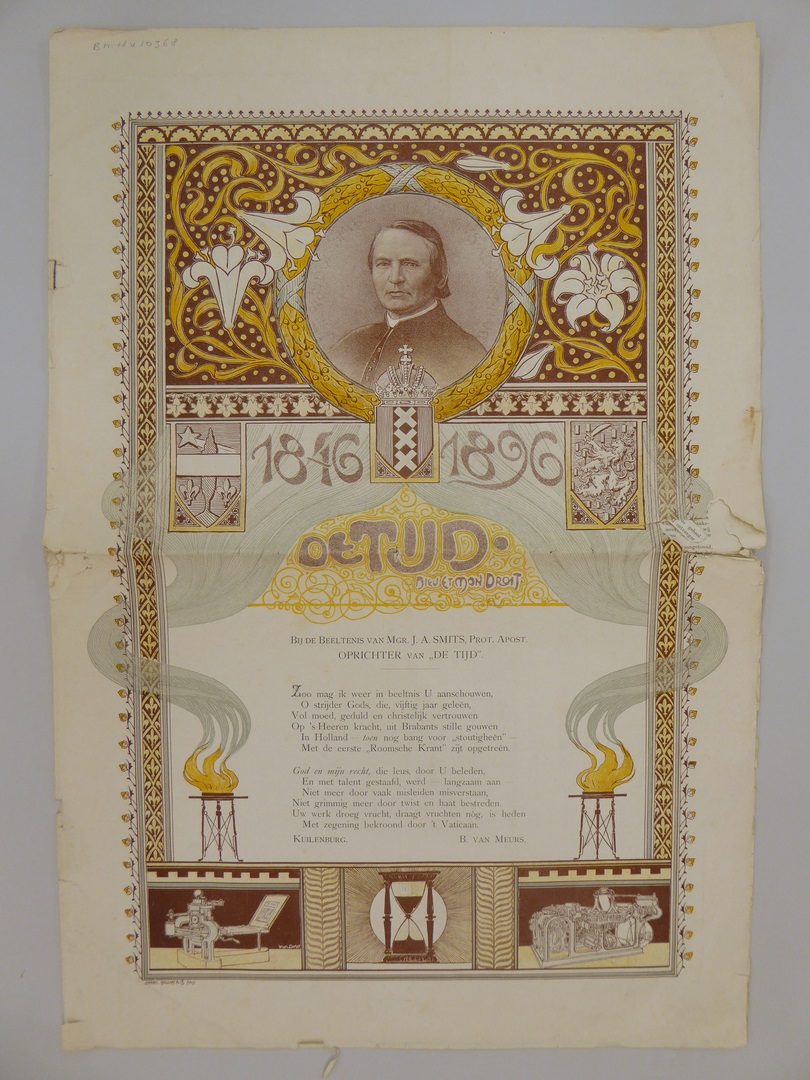 1846 1896
DE TIJD.
DIEU ET MON DROIT
BIJ DE BEELTENIS VAN MGR. J. A. SMITS, PROT. APOST.
OPRICHTER VAN „DE TIJD”.
Zoo mag ik weer in beeltnis U aanschouwen,
O strijder Gods, die, vijftig jaar geleên,
Vol moed, geduld en christelijk vertrouwen
Op 's Heeren kracht, uit Brabants stille gouwen
In Holland — toen nog bang voor „stoutigheên” —
Met de eerste „Roomsche Krant” zijt opgetreên.
God en mijn recht, die leus, door U beleden,
En met talent gestaafd, werd — langzaam aan —
Niet meer door vaak misleiden misverstaan,
Niet grimmig meer door twist en haat bestreden.
Uw werk droeg vrucht, draagt vruchten nòg, is heden
Met zegening bekroond door 't Vaticaan.
KUILENBURG. B. VAN MEURS.